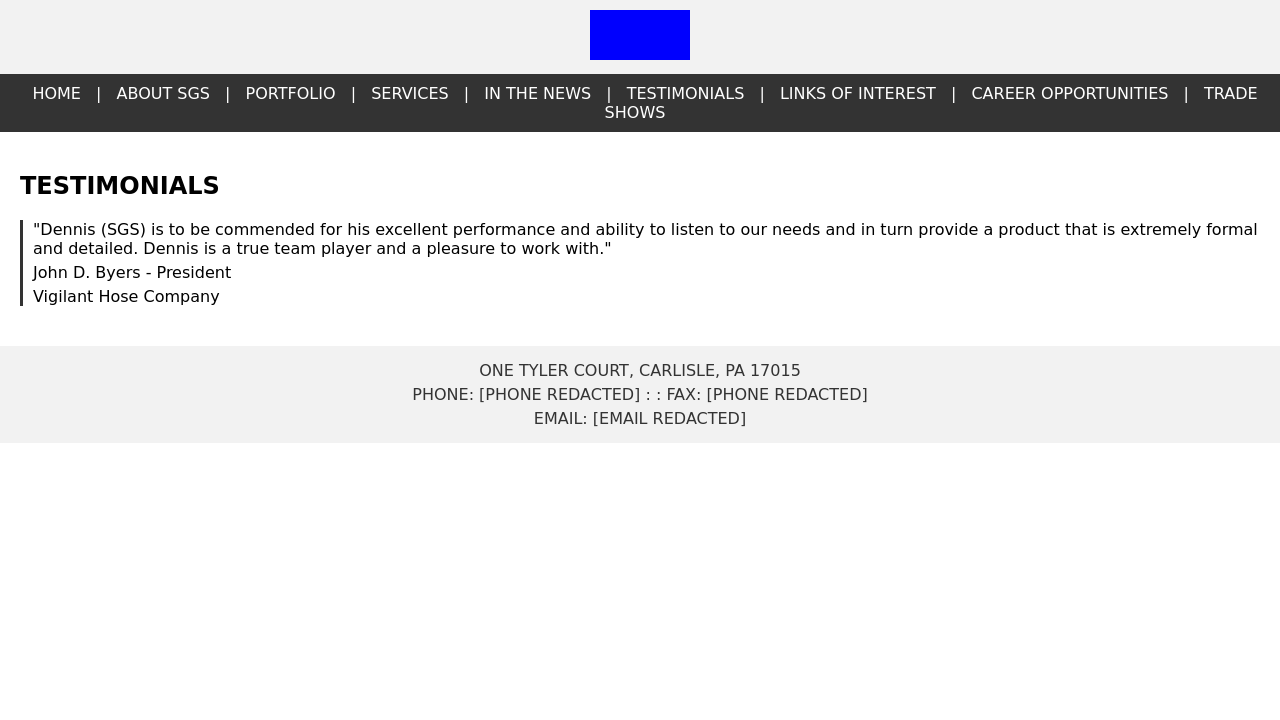 HOME | ABOUT SGS | PORTFOLIO | SERVICES | IN THE NEWS | TESTIMONIALS | LINKS OF INTEREST | CAREER OPPORTUNITIES | TRADE
SHOWS
TESTIMONIALS
"Dennis (SGS) is to be commended for his excellent performance and ability to listen to our needs and in turn provide a product that is extremely formal
and detailed. Dennis is a true team player and a pleasure to work with."
John D. Byers - President
Vigilant Hose Company
ONE TYLER COURT, CARLISLE, PA 17015
PHONE: [PHONE REDACTED] : : FAX: [PHONE REDACTED]
EMAIL: [EMAIL REDACTED]